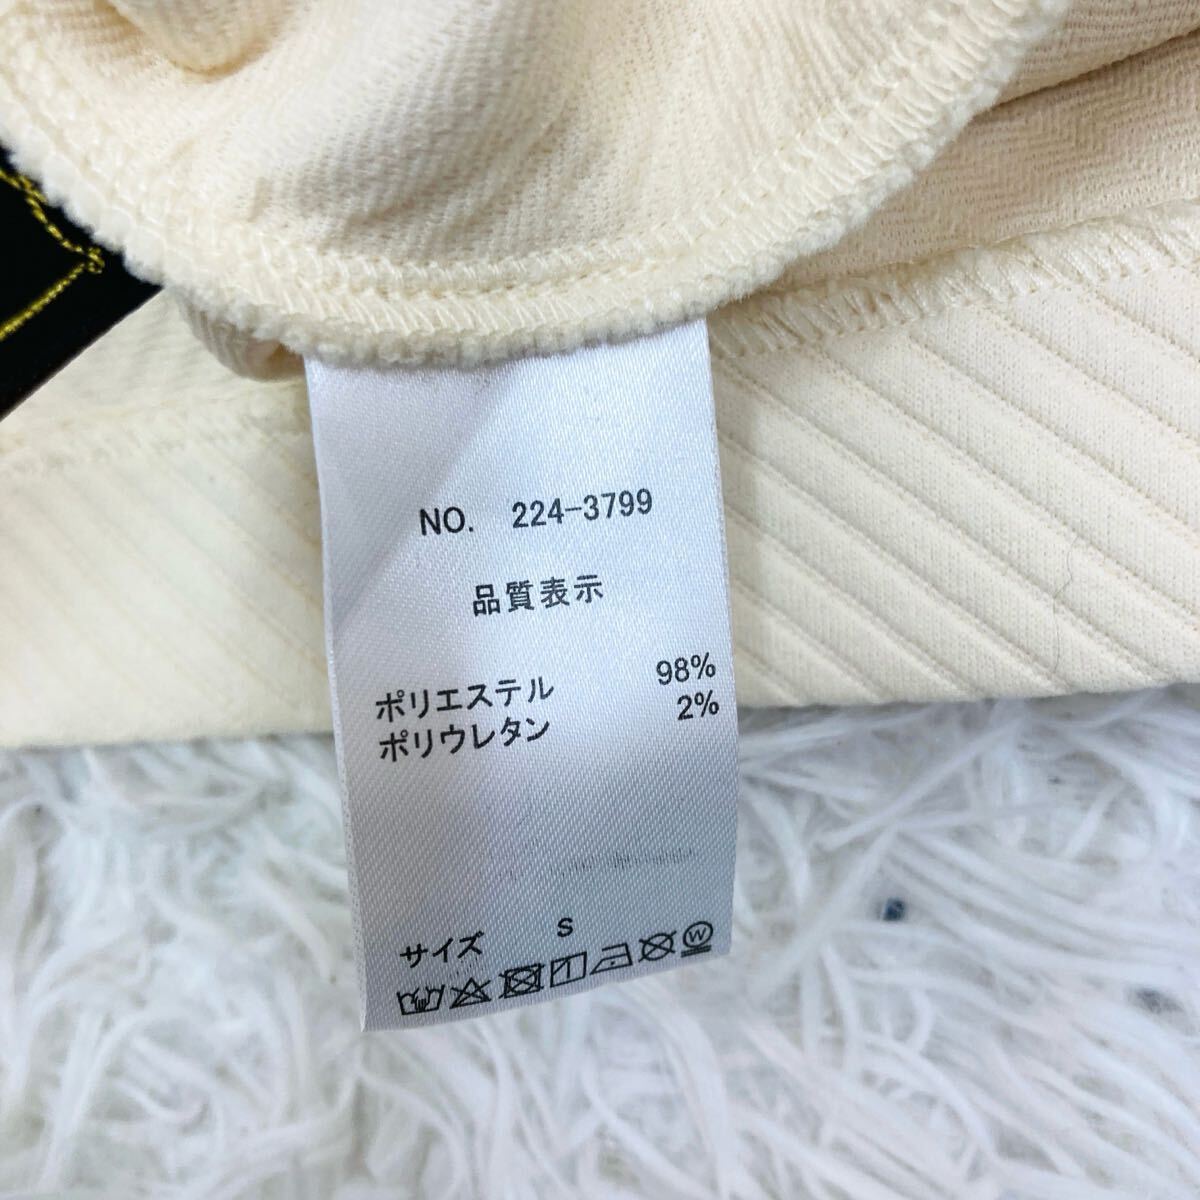 NO. 224-3799
品質表示
ポリエステル 98%
ポリウレタン 2%
サイズ S
W